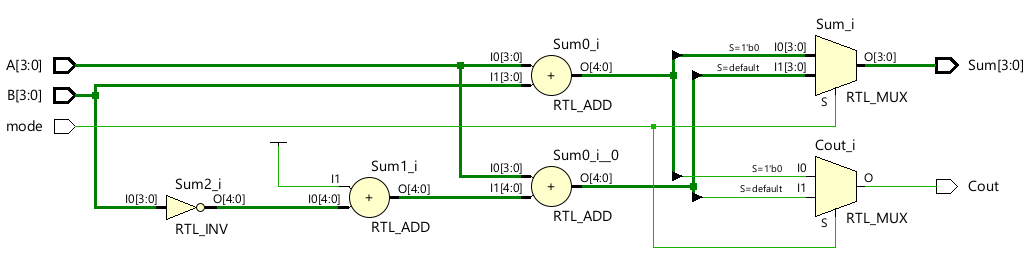 Sum_i
Sum0_i
S=1'b0 I0[3:0]
A[3:0] I0[3:0] O[3:0] Sum[3:0]
S=default I1[3:0]
I1[3:0] O[4:0]
B[3:0] S RTL_MUX
RTL_ADD
mode
Cout_i
Sum0_i__0
Sum1_i S=1'b0 I0
I0[3:0]
Sum2_i I1 O[4:0] O Cout
O[4:0] I1[4:0] S=default I1
I0[3:0] O[4:0] I0[4:0]
RTL_ADD S RTL_MUX
RTL_INV RTL_ADD